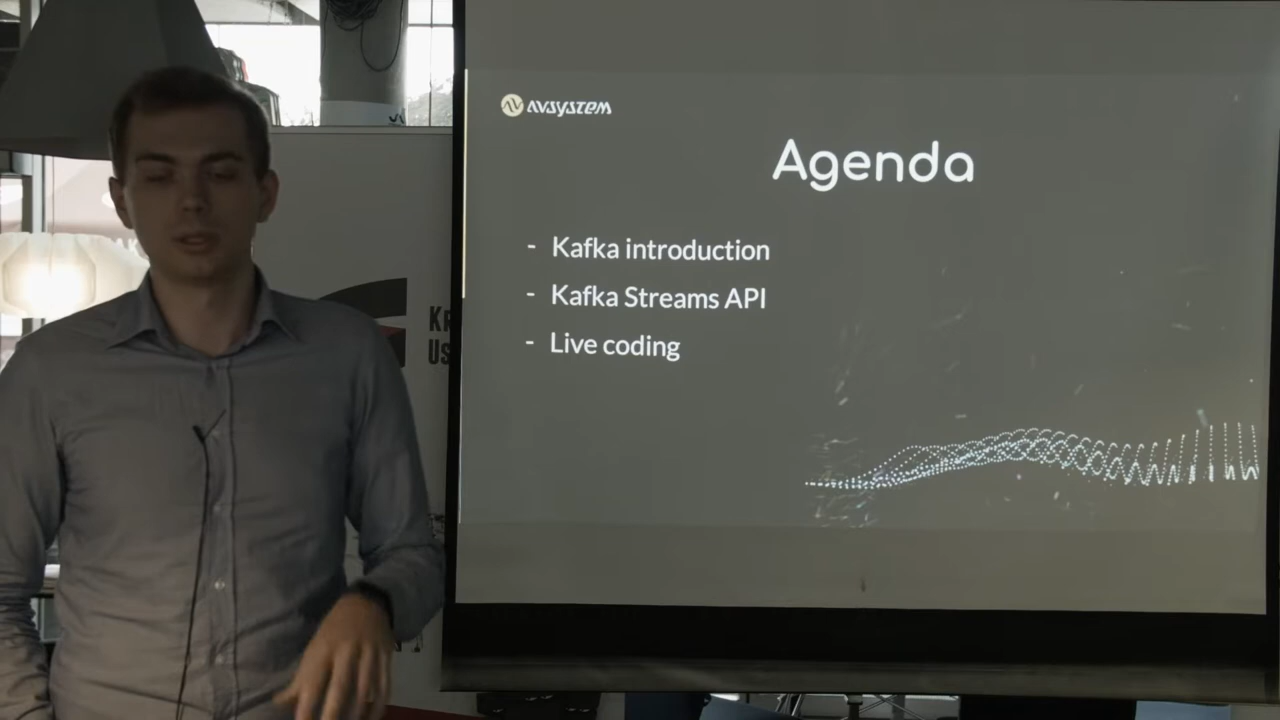 AVSYSTEM
Agenda
- Kafka introduction
- Kafka Streams API
- Live coding